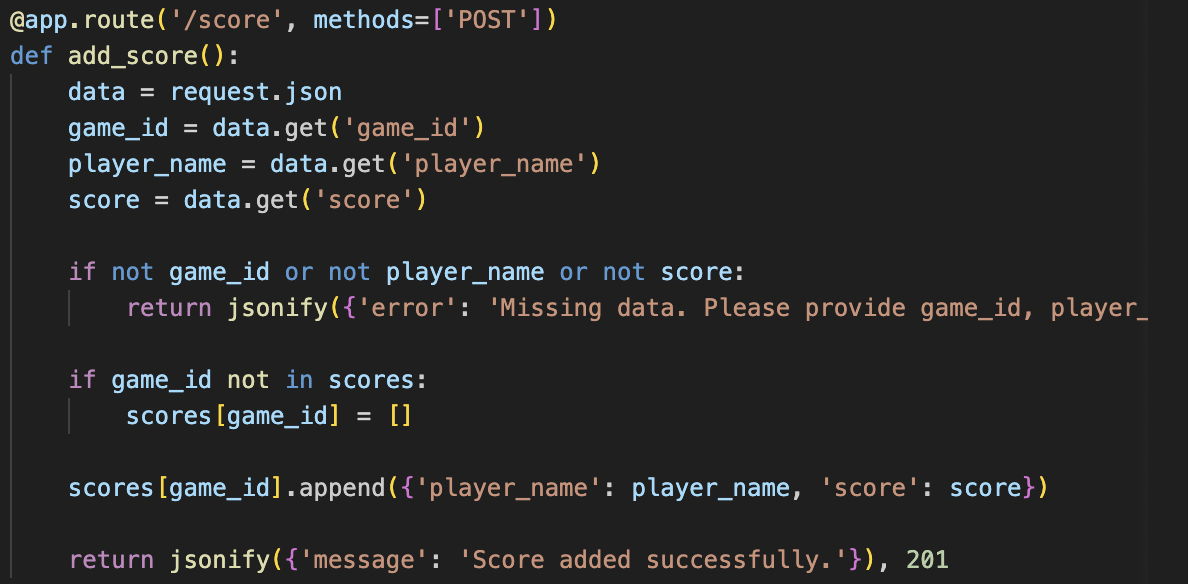 @app.route('/score', methods=['POST'])
def add_score():
    data = request.json
    game_id = data.get('game_id')
    player_name = data.get('player_name')
    score = data.get('score')

    if not game_id or not player_name or not score:
        return jsonify({'error': 'Missing data. Please provide game_id, player_

    if game_id not in scores:
        scores[game_id] = []

    scores[game_id].append({'player_name': player_name, 'score': score})

    return jsonify({'message': 'Score added successfully.'}), 201